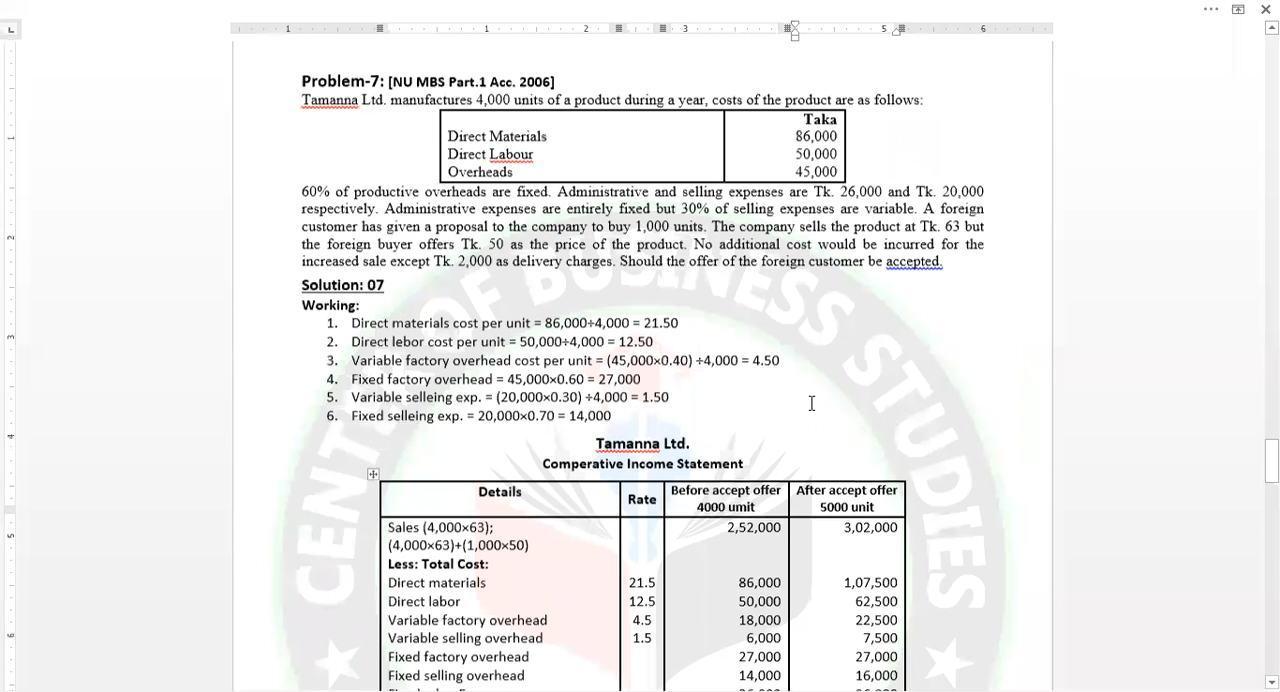 1 1 2 3 5 6
Problem-7: [NU MBS Part.1 Acc. 2006]
Tamanna Ltd. manufactures 4,000 units of a product during a year, costs of the product are as follows:
Taka
Direct Materials 86,000
Direct Labour 50,000
Overheads 45,000
60% of productive overheads are fixed. Administrative and selling expenses are Tk. 26,000 and Tk. 20,000
respectively. Administrative expenses are entirely fixed but 30% of selling expenses are variable. A foreign
customer has given a proposal to the company to buy 1,000 units. The company sells the product at Tk. 63 but
the foreign buyer offers Tk. 50 as the price of the product. No additional cost would be incurred for the
increased sale except Tk. 2,000 as delivery charges. Should the offer of the foreign customer be accepted.
Solution: 07
Working:
1. Direct materials cost per unit = 86,000÷4,000 = 21.50
2. Direct lebor cost per unit = 50,000÷4,000 = 12.50
3. Variable factory overhead cost per unit = (45,000×0.40) ÷4,000 = 4.50
4. Fixed factory overhead = 45,000×0.60 = 27,000
5. Variable selleing exp. = (20,000×0.30) ÷4,000 = 1.50
6. Fixed selleing exp. = 20,000×0.70 = 14,000
Tamanna Ltd.
Comperative Income Statement
Details Rate Before accept offer 4000 umit After accept offer 5000 unit
Sales (4,000×63); 2,52,000 3,02,000
(4,000×63)+(1,000×50)
Less: Total Cost:
Direct materials 21.5 86,000 1,07,500
Direct labor 12.5 50,000 62,500
Variable factory overhead 4.5 18,000 22,500
Variable selling overhead 1.5 6,000 7,500
Fixed factory overhead 27,000 27,000
Fixed selling overhead 14,000 16,000
CENTRE OF BUSINESS STUDIES